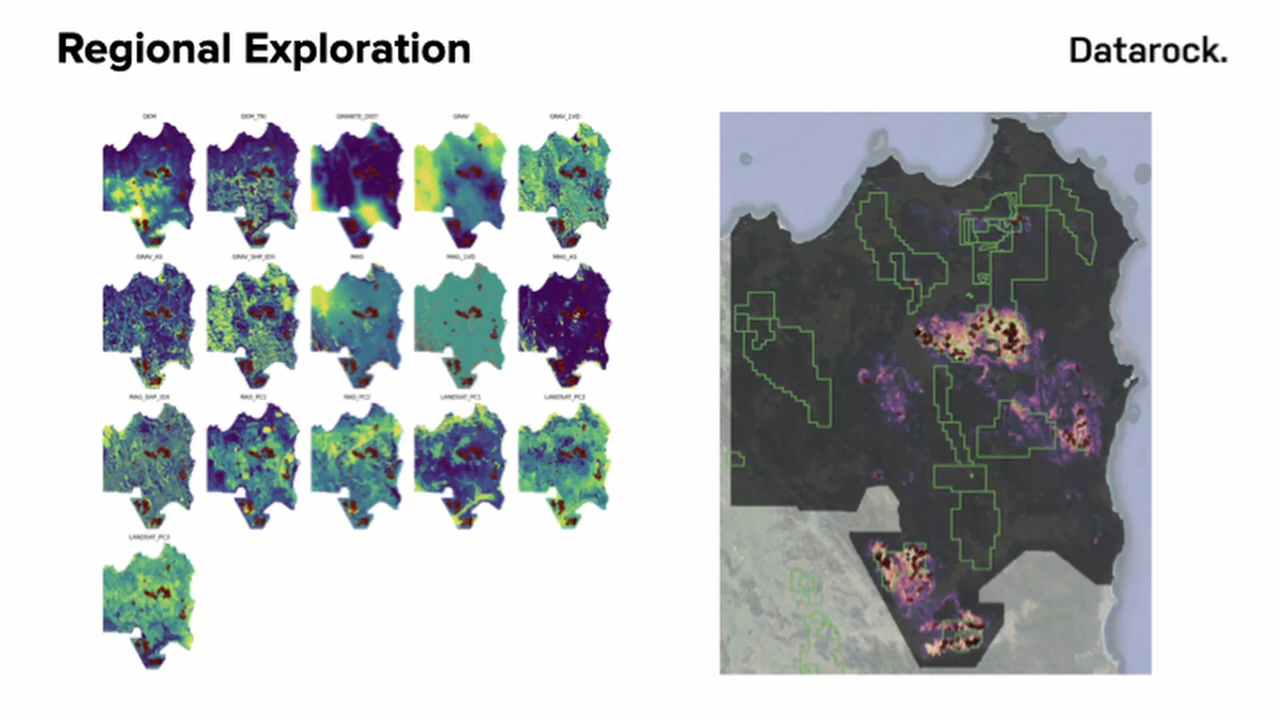 Regional Exploration
Datarock.
DEM
DEM_TRI
GRANITE_DIST
GRAV
GRAV_1VD
GRAV_AS
GRAV_SHP_IDX
MAG
MAG_1VD
MAG_AS
MAG_SHP_IDX
RAD_PC1
RAD_PC2
LANDSAT_PC1
LANDSAT_PC2
LANDSAT_PC3